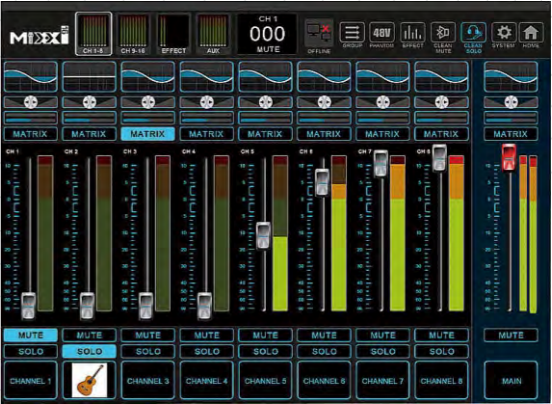 MIXXI
CH 1-8 CH 9-16 EFFECT AUX
CH 1
000
MUTE
OFFLINE
48V
GROUP PHANTOM EFFECT CLEAN MUTE CLEAN SOLO SYSTEM HOME
MATRIX MATRIX MATRIX MATRIX MATRIX MATRIX MATRIX MATRIX MATRIX
CH 1 CH 2 CH 3 CH 4 CH 5 CH 6 CH 7 CH 8
MUTE MUTE MUTE MUTE MUTE MUTE MUTE MUTE MUTE
SOLO SOLO SOLO SOLO SOLO SOLO SOLO SOLO
CHANNEL 1 CHANNEL 3 CHANNEL 4 CHANNEL 5 CHANNEL 6 CHANNEL 7 CHANNEL 8 MAIN